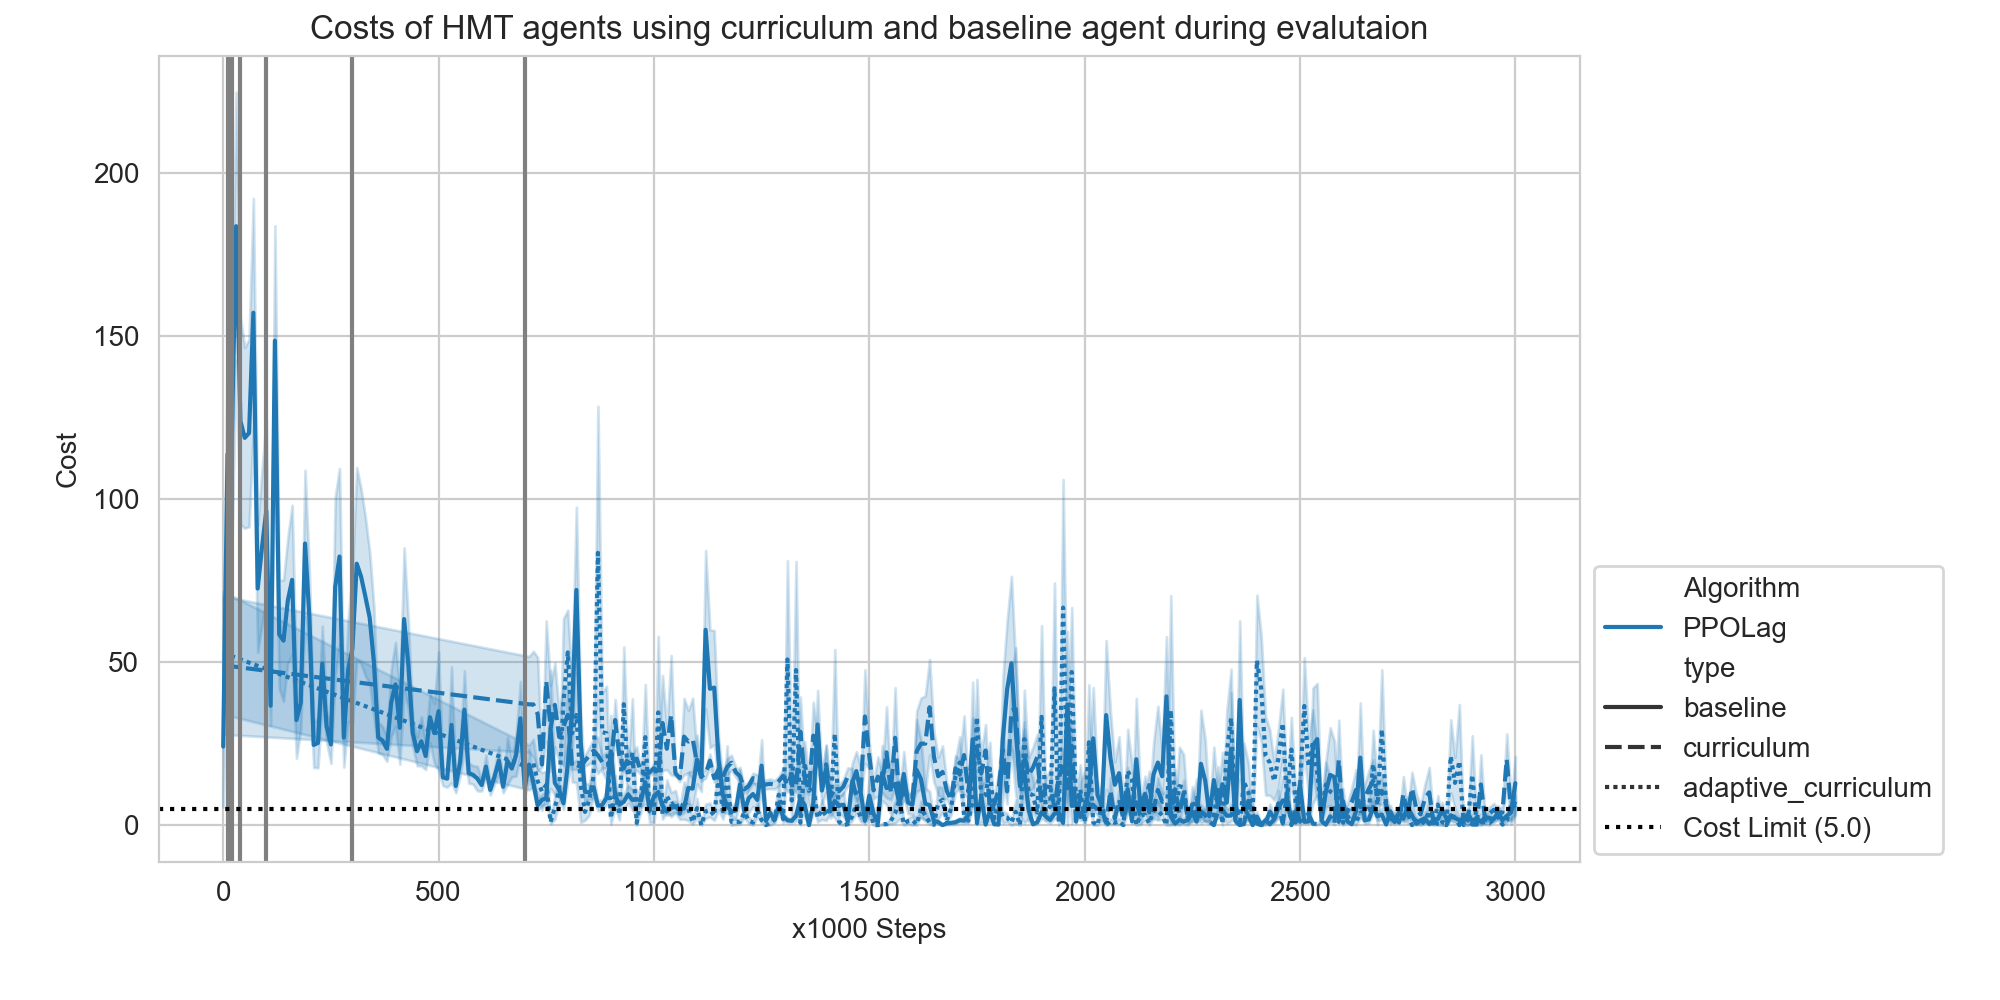 Costs of HMT agents using curriculum and baseline agent during evalutaion
Cost
200
150
100
50
0
0 500 1000 1500 2000 2500 3000
x1000 Steps
Algorithm
PPOLag
type
baseline
curriculum
adaptive_curriculum
Cost Limit (5.0)